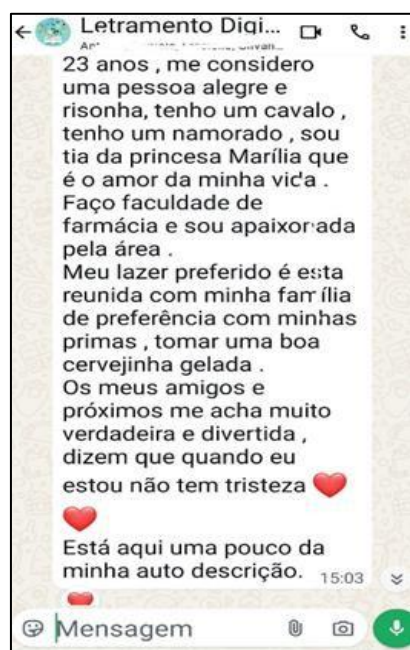 Letramento Digi...
23 anos , me considero
uma pessoa alegre e
risonha, tenho um cavalo ,
tenho um namorado , sou
tia da princesa Marília que
é o amor da minha vida .
Faço faculdade de
farmácia e sou apaixonada
pela área .
Meu lazer preferido é esta
reunida com minha família
de preferência com minhas
primas , tomar uma boa
cervejinha gelada .
Os meus amigos e
próximos me acha muito
verdadeira e divertida ,
dizem que quando eu
estou não tem tristeza ❤️
❤️
Está aqui uma pouco da
minha auto descrição. 15:03
Mensagem